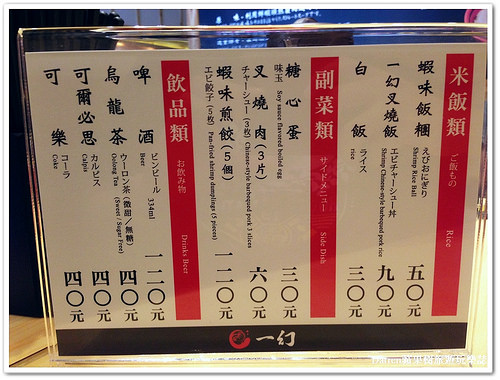 米飯類 ご飯もの Rice
蝦味飯糰 えびおにぎり Shrimp Rice Ball 五〇元
一幻叉燒飯 エビチャーシュー丼 Shrimp Chinese-style barbequed pork rice 九〇元
白飯 ライス rice 三〇元
副菜類 サイドメニュー Side Dish
糖心蛋 味玉 Soy sauce flavored boiled egg 三〇元
叉燒肉(3片) チャーシュー(3枚) Chinese-style barbequed pork 3 slices 六〇元
蝦味煎餃(5個) エビ餃子(5枚) Pan-fried shrimp dumplings (5 pieces) 一二〇元
飲品類 お飲み物 Drinks Beer
啤酒 ビンビール 334ml Beer 一二〇元
烏龍茶 ウーロン茶(微甜/無糖) Oolong Tea (Sweet / Sugar Free) 四〇元
可爾必思 カルピス Calpis 四〇元
可樂 コーラ Coke 四〇元
一幻